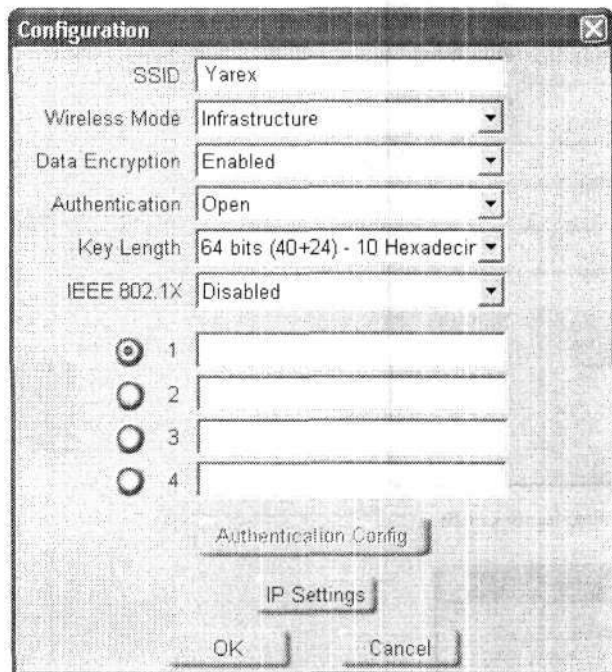 Configuration
SSID Yarex
Wireless Mode Infrastructure
Data Encryption Enabled
Authentication Open
Key Length 64 bits (40+24) - 10 Hexadecir
IEEE 802.1X Disabled
1
2
3
4
Authentication Config
IP Settings
OK Cancel